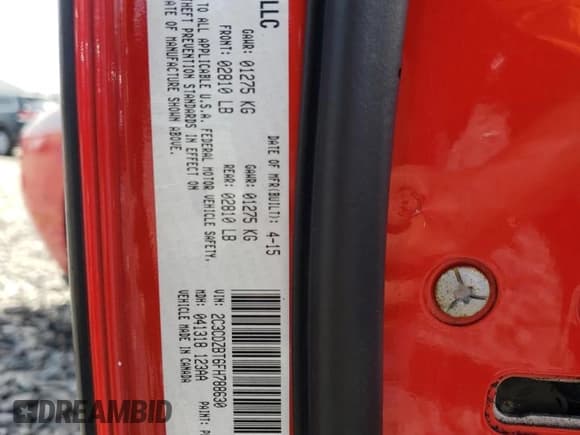 LLC
DATE OF MFR(BUILT): 4-15
GAWR: 01275 KG GAWR: 01275 KG
FRONT: 02810 LB REAR: 02810 LB
TO ALL APPLICABLE U.S.A. FEDERAL MOTOR VEHICLE SAFETY,
THEFT PREVENTION STANDARDS IN EFFECT ON
DATE OF MANUFACTURE SHOWN ABOVE.
VIN: 2C3CDZBT6FH788630
MDH: 041318 123AA
VEHICLE MADE IN CANADA
PAINT:
DREAMBID